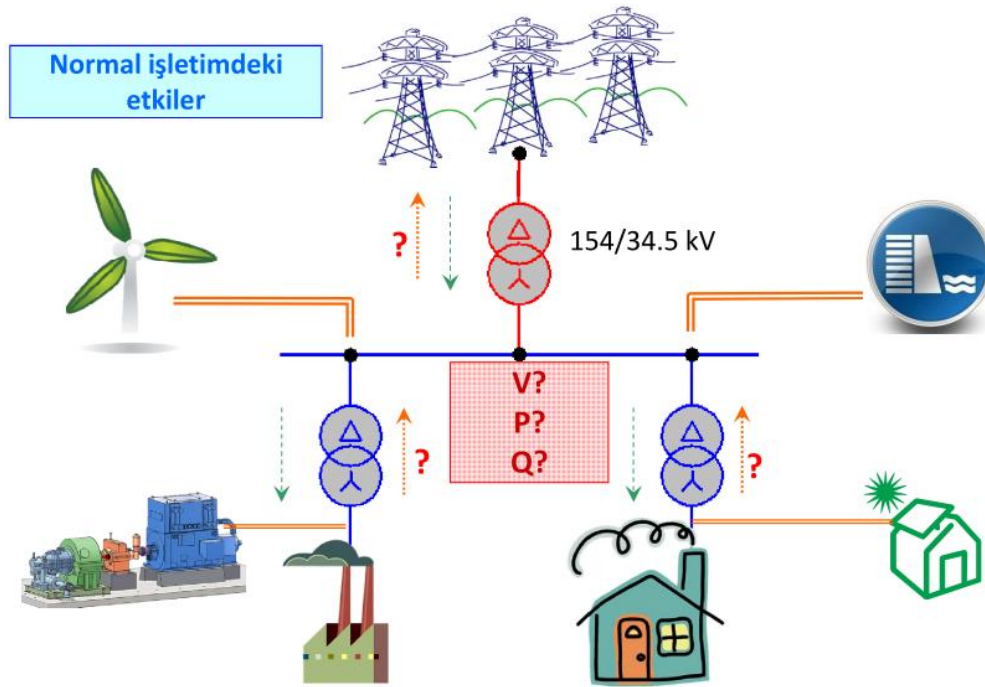 Normal işletimdeki
etkiler
?
154/34.5 kV
V?
P?
Q?
?
?